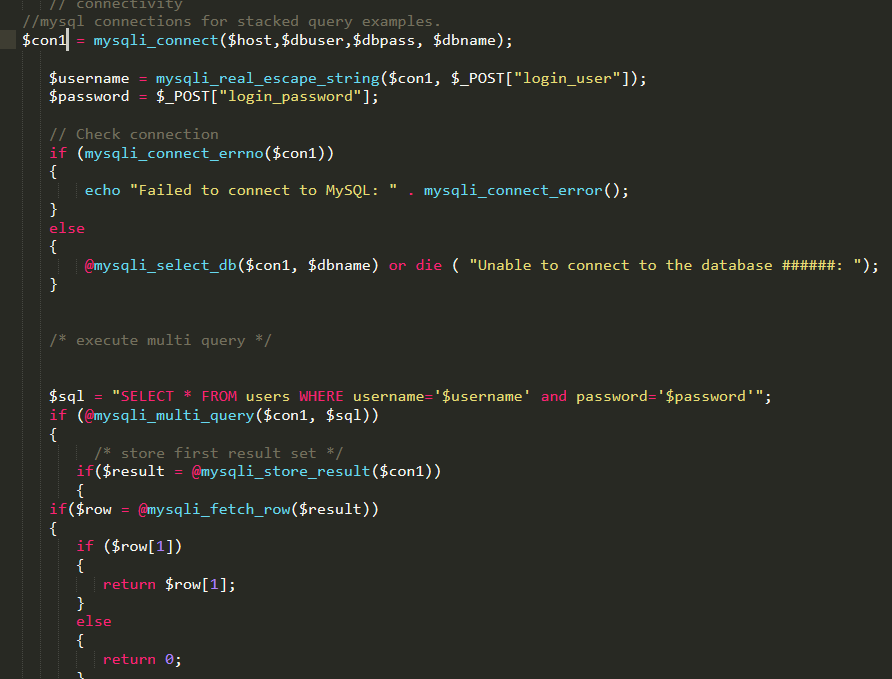 // connectivity
//mysql connections for stacked query examples.
$con1 = mysqli_connect($host,$dbuser,$dbpass, $dbname);
$username = mysqli_real_escape_string($con1, $_POST["login_user"]);
$password = $_POST["login_password"];
// Check connection
if (mysqli_connect_errno($con1))
{
echo "Failed to connect to MySQL: " . mysqli_connect_error();
}
else
{
@mysqli_select_db($con1, $dbname) or die ( "Unable to connect to the database ######: ");
}
/* execute multi query */
$sql = "SELECT * FROM users WHERE username='$username' and password='$password'";
if (@mysqli_multi_query($con1, $sql))
{
/* store first result set */
if($result = @mysqli_store_result($con1))
{
if($row = @mysqli_fetch_row($result))
{
if ($row[1])
{
return $row[1];
}
else
{
return 0;
}